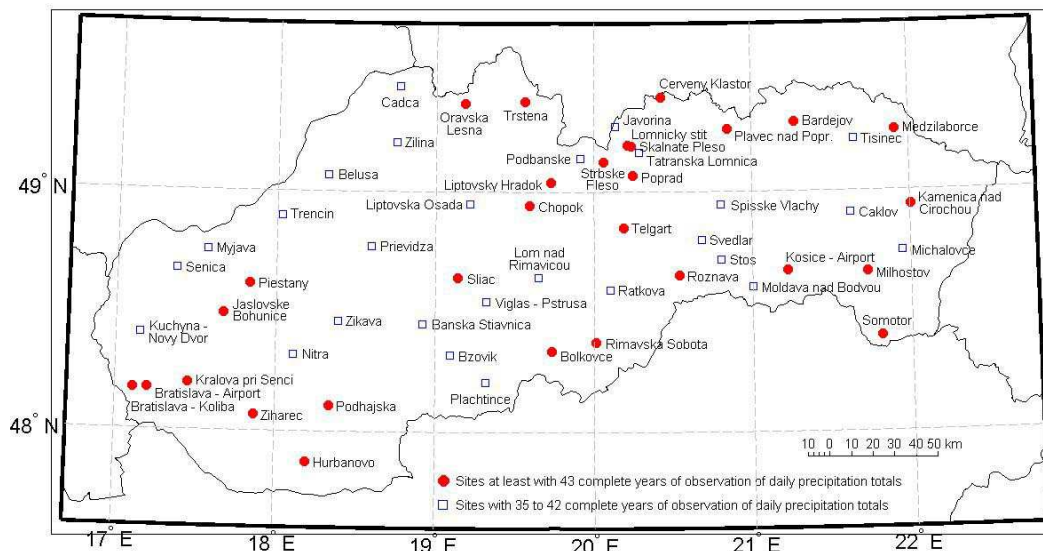 Cadca
Oravska
Lesna
Trstena
Cerveny Klastor
Javorina
Bardejov
Plavec nad Popr.
Medzilaborce
Tisinec
Zilina
Lomnicky stit
Skalnate Pleso
Podbanske
Tatranska Lomnica
Strbske
Fleso
Poprad
Belusa
49° N
Liptovsky Hradok
Liptovska Osada
Chopok
Spisske Vlachy
Caklov
Kamenica nad
Cirochou
Trencin
Telgart
Svedlar
Myjava
Prievidza
Lom nad
Rimavicou
Stos
Kosice - Airport
Michalovce
Senica
Piestany
Sliac
Roznava
Milhostov
Ratkova
Moldava nad Bodvou
Jaslovske
Bohunice
Viglas - Pstrusa
Kuchyna -
Novy Dvor
Zikava
Banska Stiavnica
Somotor
Nitra
Bzovik
Bolkovce
Rimavska Sobota
Kralova pri Senci
Bratislava - Airport
Bratislava - Koliba
Plachtince
Ziharec
Podhajska
48° N
10 0 10 20 30 40 50 km
Hurbanovo
Sites at least with 43 complete years of observation of daily precipitation totals
Sites with 35 to 42 complete years of observation of daily precipitation totals
17° E
18° E
19° E
20° E
21° E
22° E